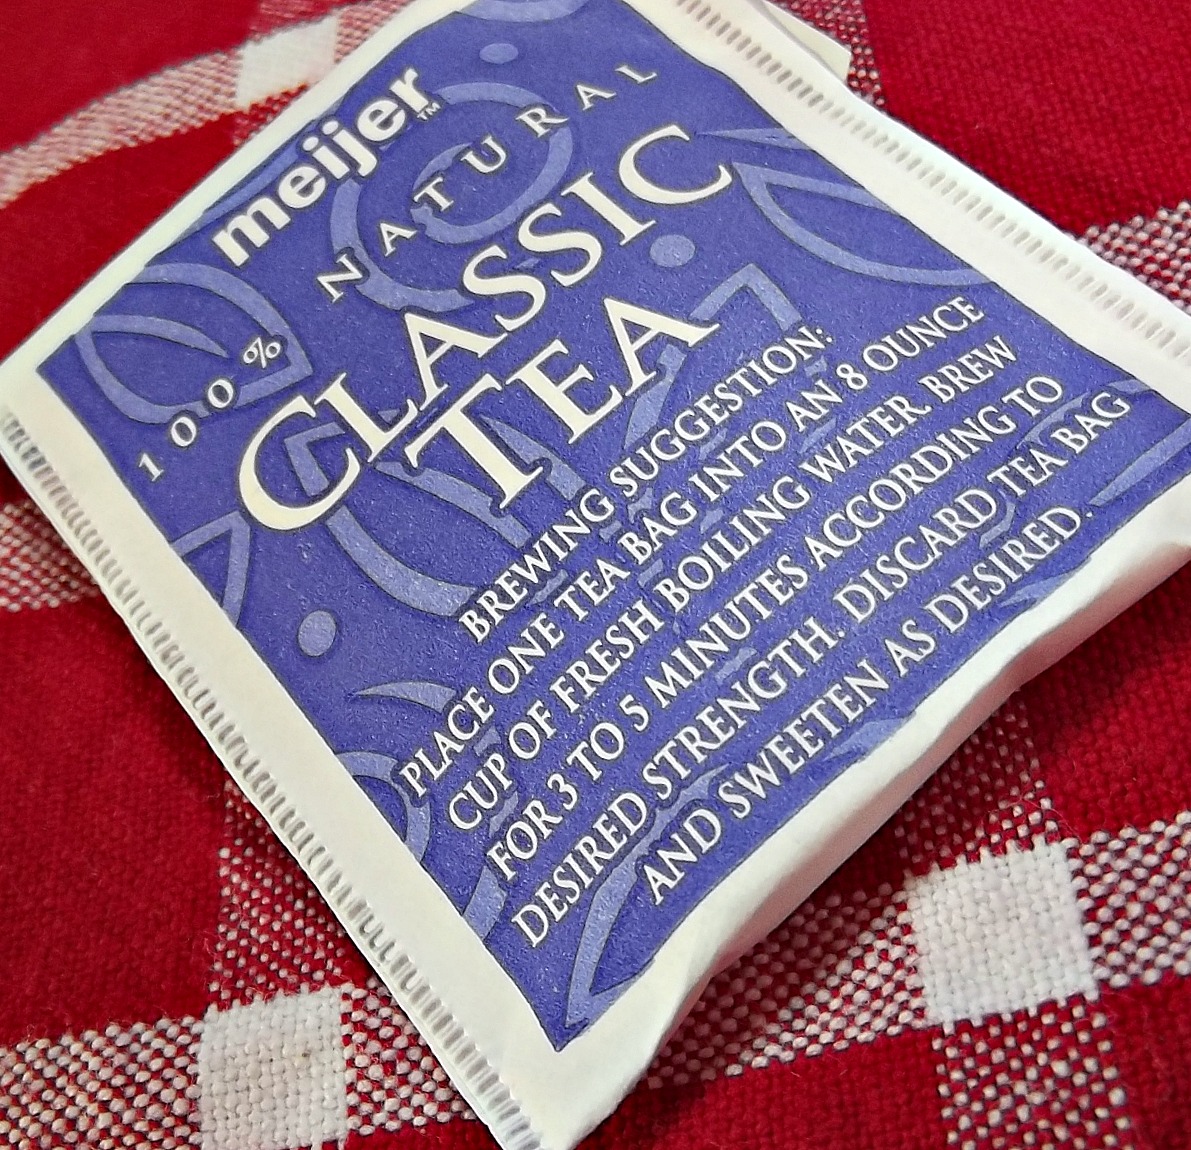 meijer™
100% NATURAL
CLASSIC
TEA
BREWING SUGGESTION:
PLACE ONE TEA BAG INTO AN 8 OUNCE
CUP OF FRESH BOILING WATER. BREW
FOR 3 TO 5 MINUTES ACCORDING TO
DESIRED STRENGTH. DISCARD TEA BAG
AND SWEETEN AS DESIRED.